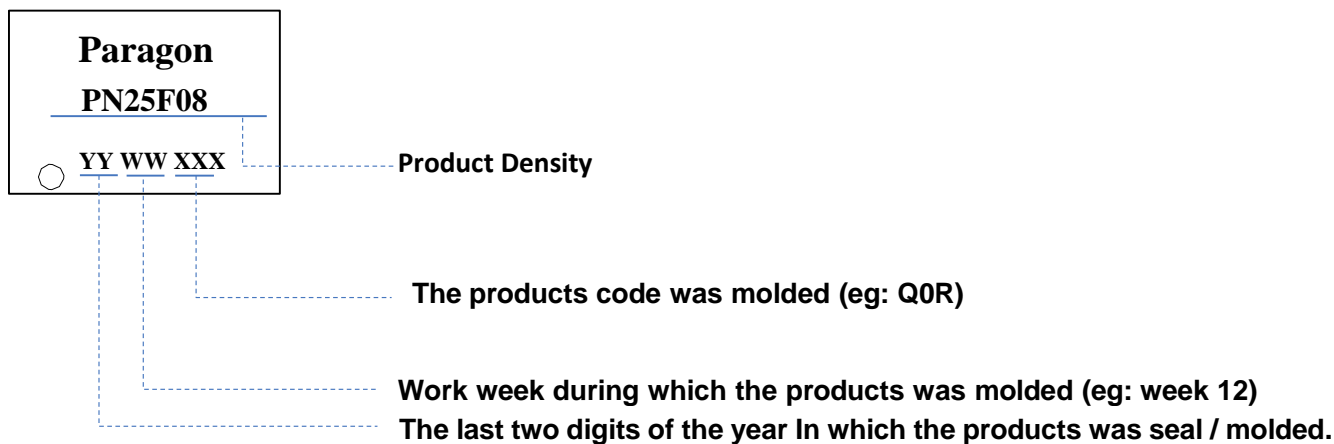 Paragon
PN25F08
YY WW XXX
Product Density
The products code was molded (eg: Q0R)
Work week during which the products was molded (eg: week 12)
The last two digits of the year In which the products was seal / molded.